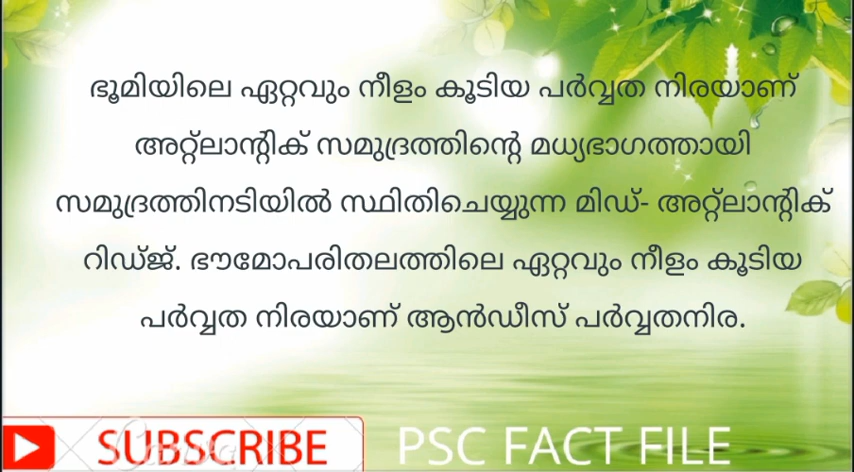 ഭൂമിയിലെ ഏറ്റവും നീളം കൂടിയ പർവ്വത നിരയാണ്
അറ്റ്ലാന്റിക് സമുദ്രത്തിന്റെ മധ്യഭാഗത്തായി
സമുദ്രത്തിനടിയിൽ സ്ഥിതിചെയ്യുന്ന മിഡ്- അറ്റ്ലാന്റിക്
റിഡ്ജ്. ഭൗമോപരിതലത്തിലെ ഏറ്റവും നീളം കൂടിയ
പർവ്വത നിരയാണ് ആൻഡീസ് പർവ്വതനിര.
SUBSCRIBE PSC FACT FILE
Canva